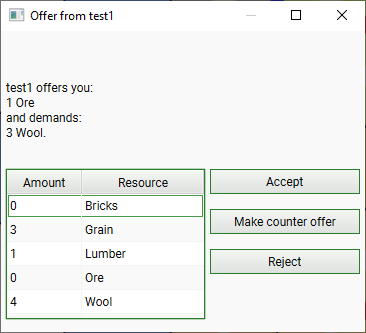 Offer from test1
test1 offers you:
1 Ore
and demands:
3 Wool.
Amount Resource
0 Bricks
3 Grain
1 Lumber
0 Ore
4 Wool
Accept
Make counter offer
Reject